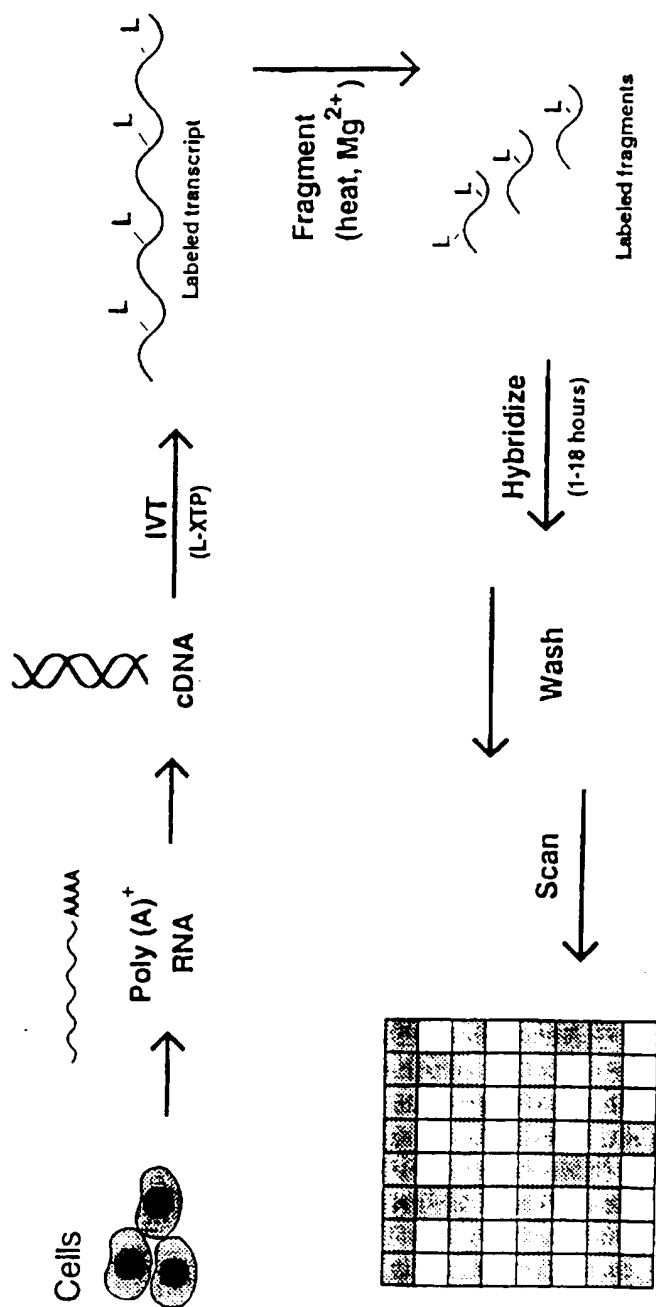 Cells
AAAA
Poly (A)+
RNA
cDNA
IVT
(L-XTP)
L
L
L
L
Labeled transcript
Fragment
(heat, Mg2+)
L
L
L
L
Labeled fragments
Hybridize
(1-18 hours)
Wash
Scan